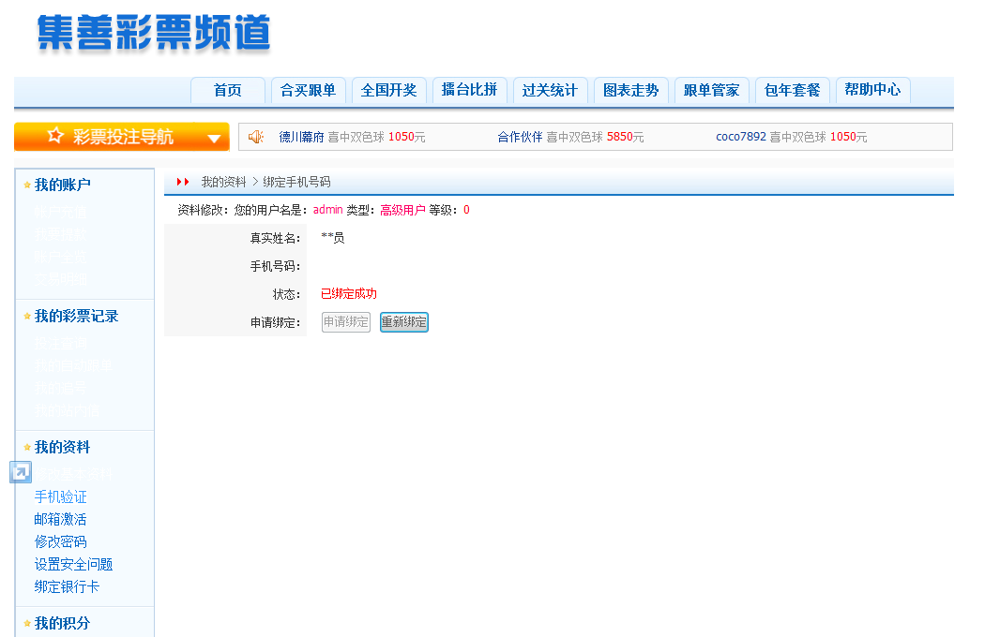 集善彩票频道
首页 合买跟单 全国开奖 擂台比拼 过关统计 图表走势 跟单管家 包年套餐 帮助中心
彩票投注导航
德川幕府 喜中双色球 1050元 合作伙伴 喜中双色球 5850元 coco7892 喜中双色球 1050元
我的账户
我的资料 > 绑定手机号码
资料修改：您的用户名是：admin 类型：高级用户 等级：0
真实姓名： **员
手机号码：
状态： 已绑定成功
申请绑定： 申请绑定 重新绑定
我的彩票记录
我的资料
手机验证
邮箱激活
修改密码
设置安全问题
绑定银行卡
我的积分